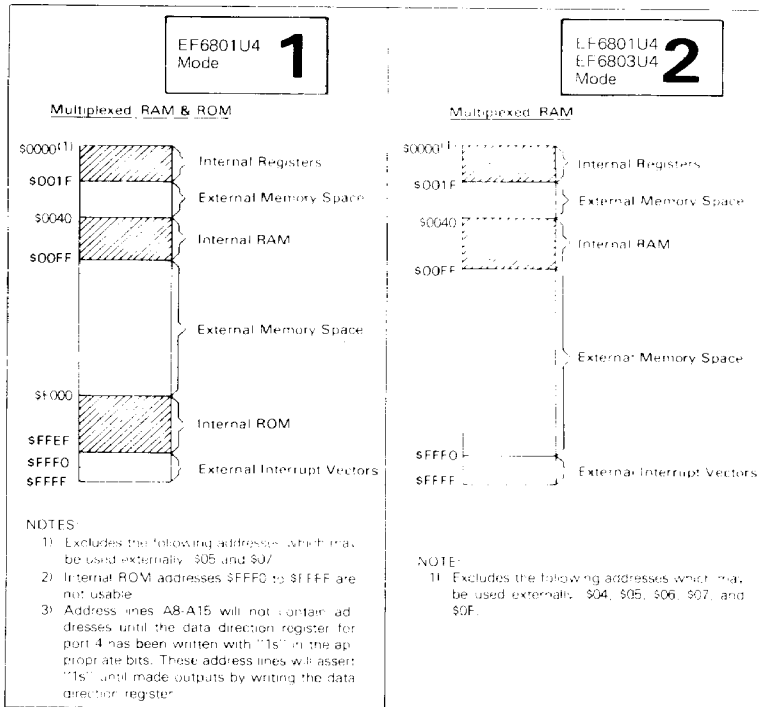 EF6801U4
Mode
1
Multiplexed RAM & ROM
$0000(1)
Internal Registers
$001F
External Memory Space
$0040
Internal RAM
$00FF
External Memory Space
$F000
Internal ROM
$FFEF
$FFF0
External Interrupt Vectors
$FFFF
NOTES:
1) Excludes the following addresses which may
be used externally: $05 and $07
2) Internal ROM addresses $FFF0 to $FFFF are
not usable
3) Address lines A8-A15 will not contain ad-
dresses until the data direction register for
port 4 has been written with "1s" in the ap-
propriate bits. These address lines will assert
"1s" until made outputs by writing the data
direction register
EF6801U4
EF6803U4
Mode
2
Multiplexed RAM
$0000(1)
Internal Registers
$001F
External Memory Space
$0040
Internal RAM
$00FF
External Memory Space
$FFF0
External Interrupt Vectors
$FFFF
NOTE:
1) Excludes the following addresses which may
be used externally: $04, $05, $06, $07, and
$0F.